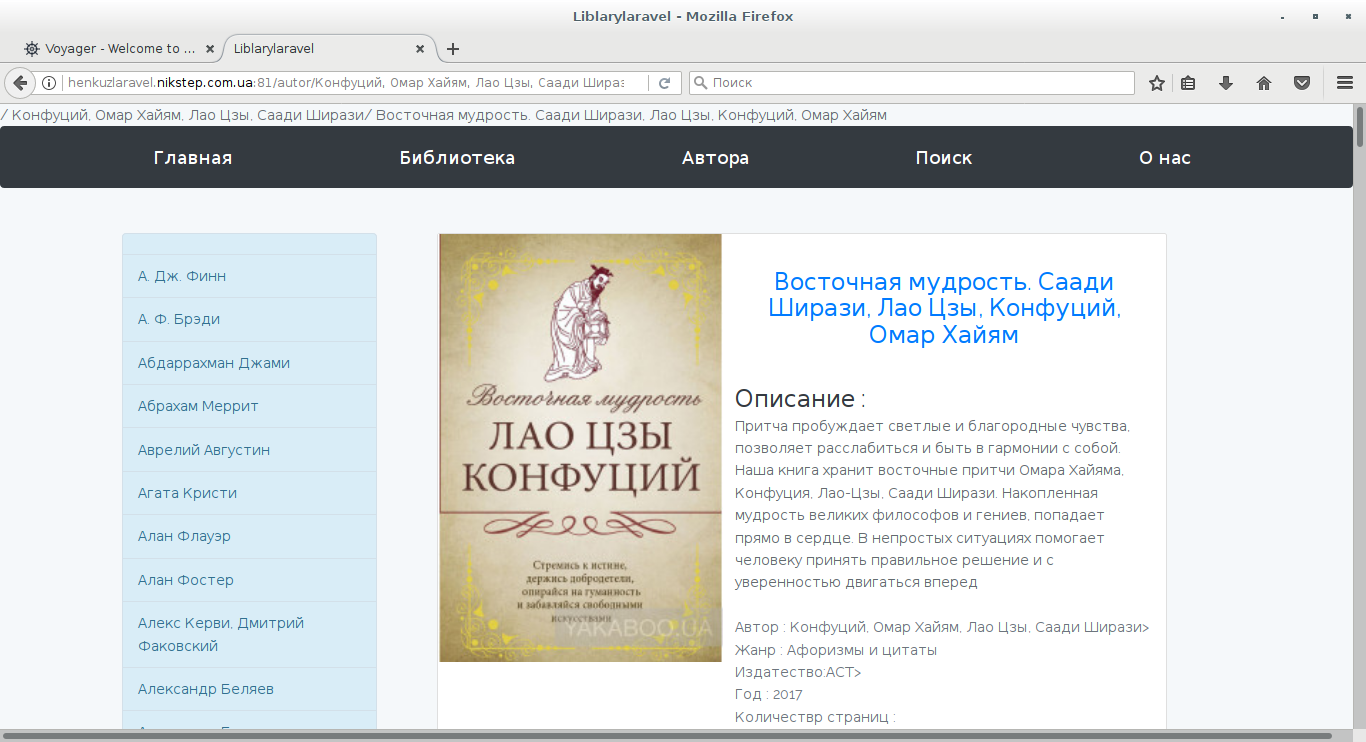 Liblarylaravel - Mozilla Firefox
Voyager - Welcome to ...
Liblarylaravel
henkuzlaravel.nikstep.com.ua:81/autor/Конфуций, Омар Хайям, Лао Цзы, Саади Шираз
Поиск
/ Конфуций, Омар Хайям, Лао Цзы, Саади Ширази/ Восточная мудрость. Саади Ширази, Лао Цзы, Конфуций, Омар Хайям
Главная
Библиотека
Автора
Поиск
О нас
А. Дж. Финн
А. Ф. Брэди
Абдаррахман Джами
Абрахам Меррит
Аврелий Августин
Агата Кристи
Алан Флауэр
Алан Фостер
Алекс Керви, Дмитрий
Факовский
Александр Беляев
Восточная мудрость
ЛАО ЦЗЫ
КОНФУЦИЙ
Стремись к истине,
держись добродетели,
опирайся на гуманность
и забавляйся свободными
искусствами
YAKABOO.UA
Восточная мудрость. Саади
Ширази, Лао Цзы, Конфуций,
Омар Хайям
Описание :
Притча пробуждает светлые и благородные чувства,
позволяет расслабиться и быть в гармонии с собой.
Наша книга хранит восточные притчи Омара Хайяма,
Конфуция, Лао-Цзы, Саади Ширази. Накопленная
мудрость великих философов и гениев, попадает
прямо в сердце. В непростых ситуациях помогает
человеку принять правильное решение и с
уверенностью двигаться вперед
Автор : Конфуций, Омар Хайям, Лао Цзы, Саади Ширази>
Жанр : Афоризмы и цитаты
Издатество:АСТ>
Год : 2017
Количествр страниц :